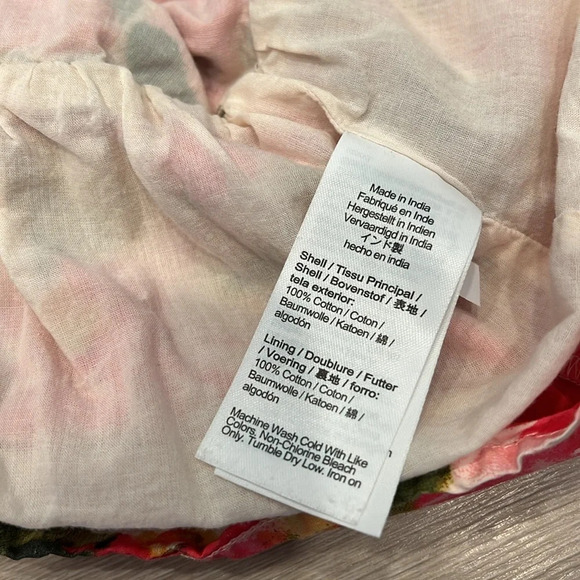 Made in India
Fabriqué en Inde
Hergestellt in Indien
Vervaardigd in India
インド製
hecho en india
Shell / Tissu Principal /
Shell / Bovenstof / 表地 /
tela exterior:
100% Cotton / Coton /
Baumwolle / Katoen / 綿 /
algodón
Lining / Doublure / Futter
/ Voering / 裏地 / forro:
100% Cotton / Coton /
Baumwolle / Katoen / 綿 /
algodón
Machine Wash Cold With Like
Colors. Non-Chlorine Bleach
Only. Tumble Dry Low. Iron on